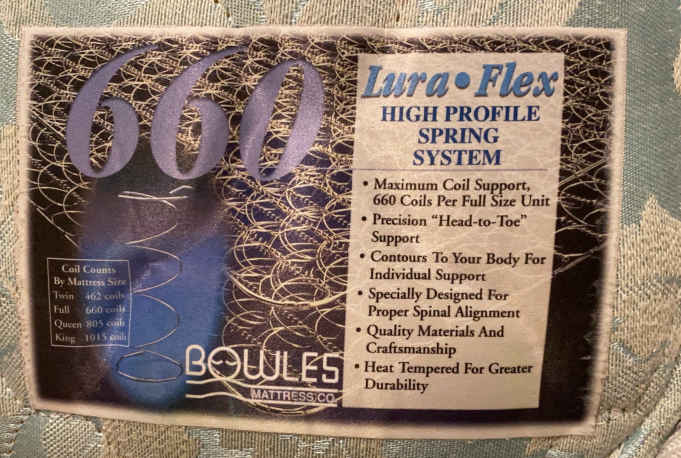 660
Coil Counts
By Mattress Size
Twin 462 coils
Full 660 coils
Queen 805 coils
King 1015 coils
BOWLES
MATTRESS CO.
Lura•Flex
HIGH PROFILE
SPRING
SYSTEM
• Maximum Coil Support,
660 Coils Per Full Size Unit
• Precision “Head-to-Toe”
Support
• Contours To Your Body For
Individual Support
• Specially Designed For
Proper Spinal Alignment
• Quality Materials And
Craftsmanship
• Heat Tempered For Greater
Durability